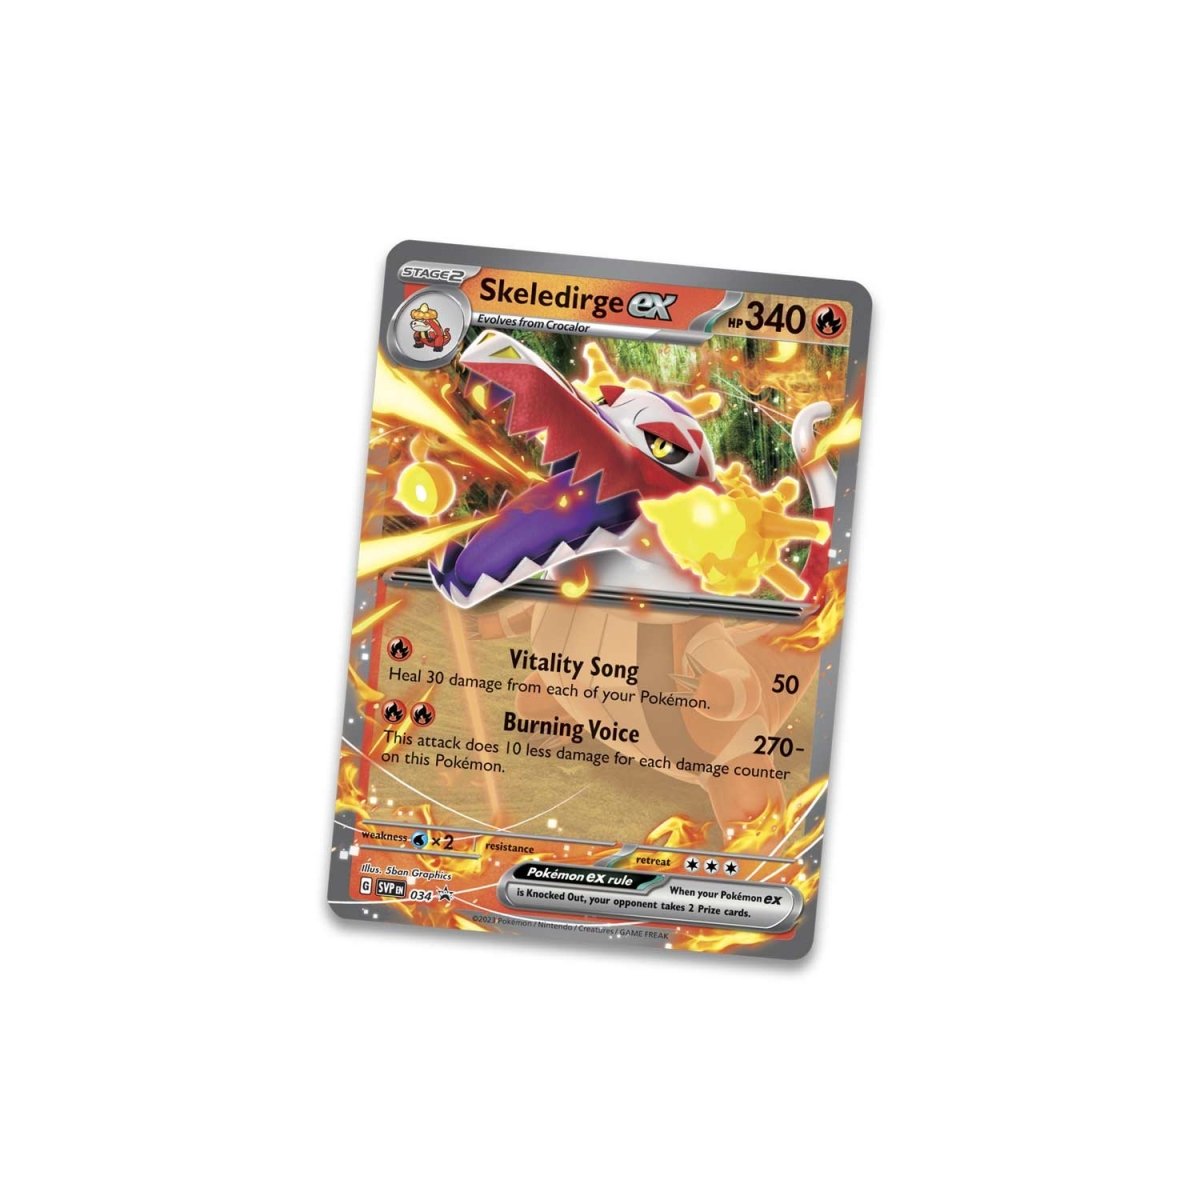 STAGE 2
Skeledirge ex
HP 340
Evolves from Crocalor
Vitality Song 50
Heal 30 damage from each of your Pokémon.
Burning Voice 270-
This attack does 10 less damage for each damage counter
on this Pokémon.
weakness ×2 resistance retreat
Illus. 5ban Graphics
G SVP EN 034
Pokémon ex rule When your Pokémon ex
is Knocked Out, your opponent takes 2 Prize cards.
©2023 Pokémon / Nintendo / Creatures / GAME FREAK